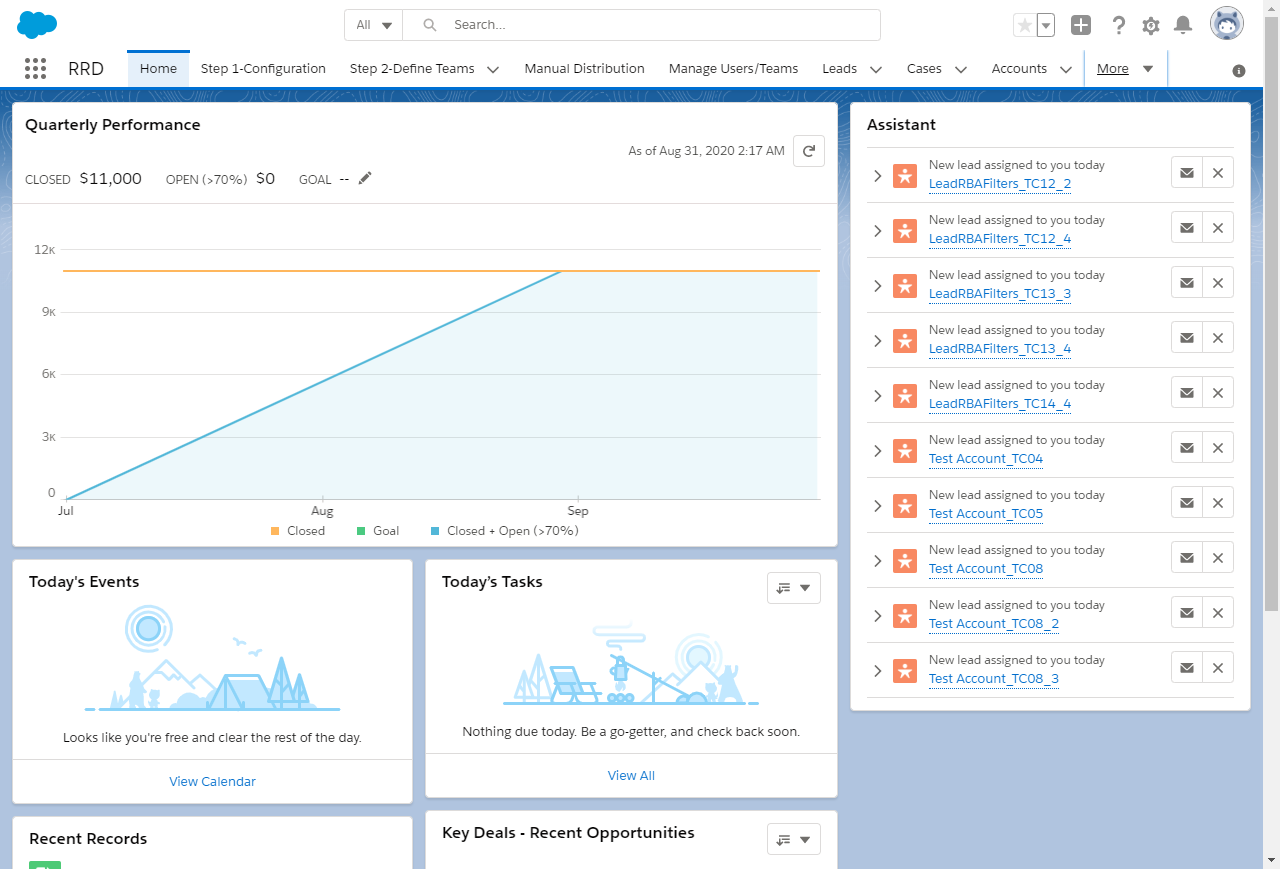 All
Search...
RRD
Home
Step 1-Configuration
Step 2-Define Teams
Manual Distribution
Manage Users/Teams
Leads
Cases
Accounts
More
Quarterly Performance
As of Aug 31, 2020 2:17 AM
CLOSED $11,000 OPEN (>70%) $0 GOAL --
12K
9K
6K
3K
0
Jul Aug Sep
Closed Goal Closed + Open (>70%)
Today's Events
Looks like you're free and clear the rest of the day.
View Calendar
Today’s Tasks
Nothing due today. Be a go-getter, and check back soon.
View All
Recent Records
Key Deals - Recent Opportunities
Assistant
New lead assigned to you today
LeadRBAFilters_TC12_2
New lead assigned to you today
LeadRBAFilters_TC12_4
New lead assigned to you today
LeadRBAFilters_TC13_3
New lead assigned to you today
LeadRBAFilters_TC13_4
New lead assigned to you today
LeadRBAFilters_TC14_4
New lead assigned to you today
Test Account_TC04
New lead assigned to you today
Test Account_TC05
New lead assigned to you today
Test Account_TC08
New lead assigned to you today
Test Account_TC08_2
New lead assigned to you today
Test Account_TC08_3